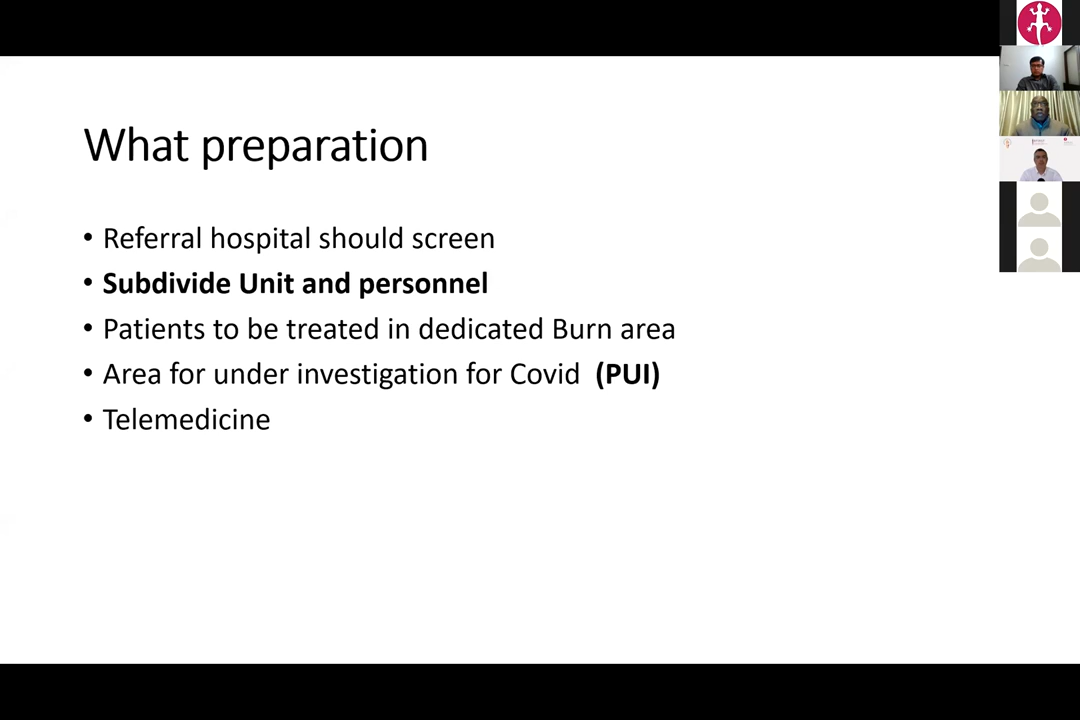 What preparation
• Referral hospital should screen
• Subdivide Unit and personnel
• Patients to be treated in dedicated Burn area
• Area for under investigation for Covid (PUI)
• Telemedicine